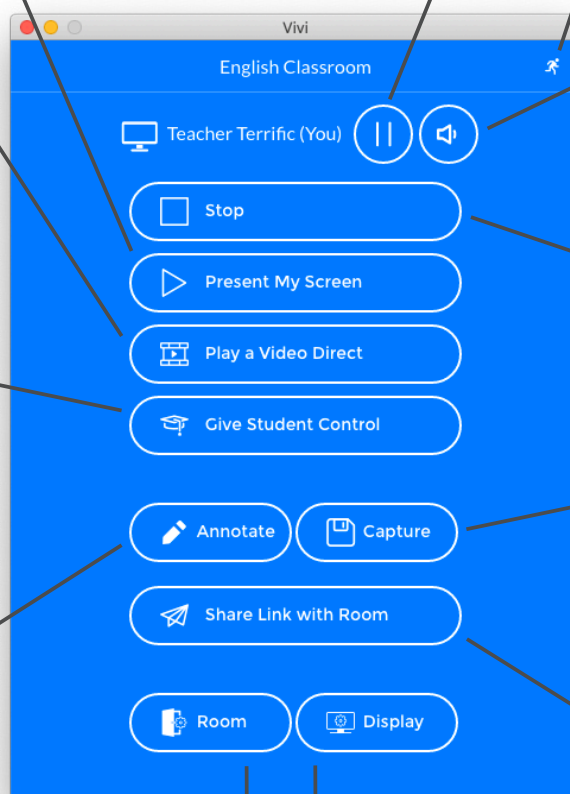 Vivi
English Classroom
Teacher Terrific (You)
Stop
Present My Screen
Play a Video Direct
Give Student Control
Annotate Capture
Share Link with Room
Room Display